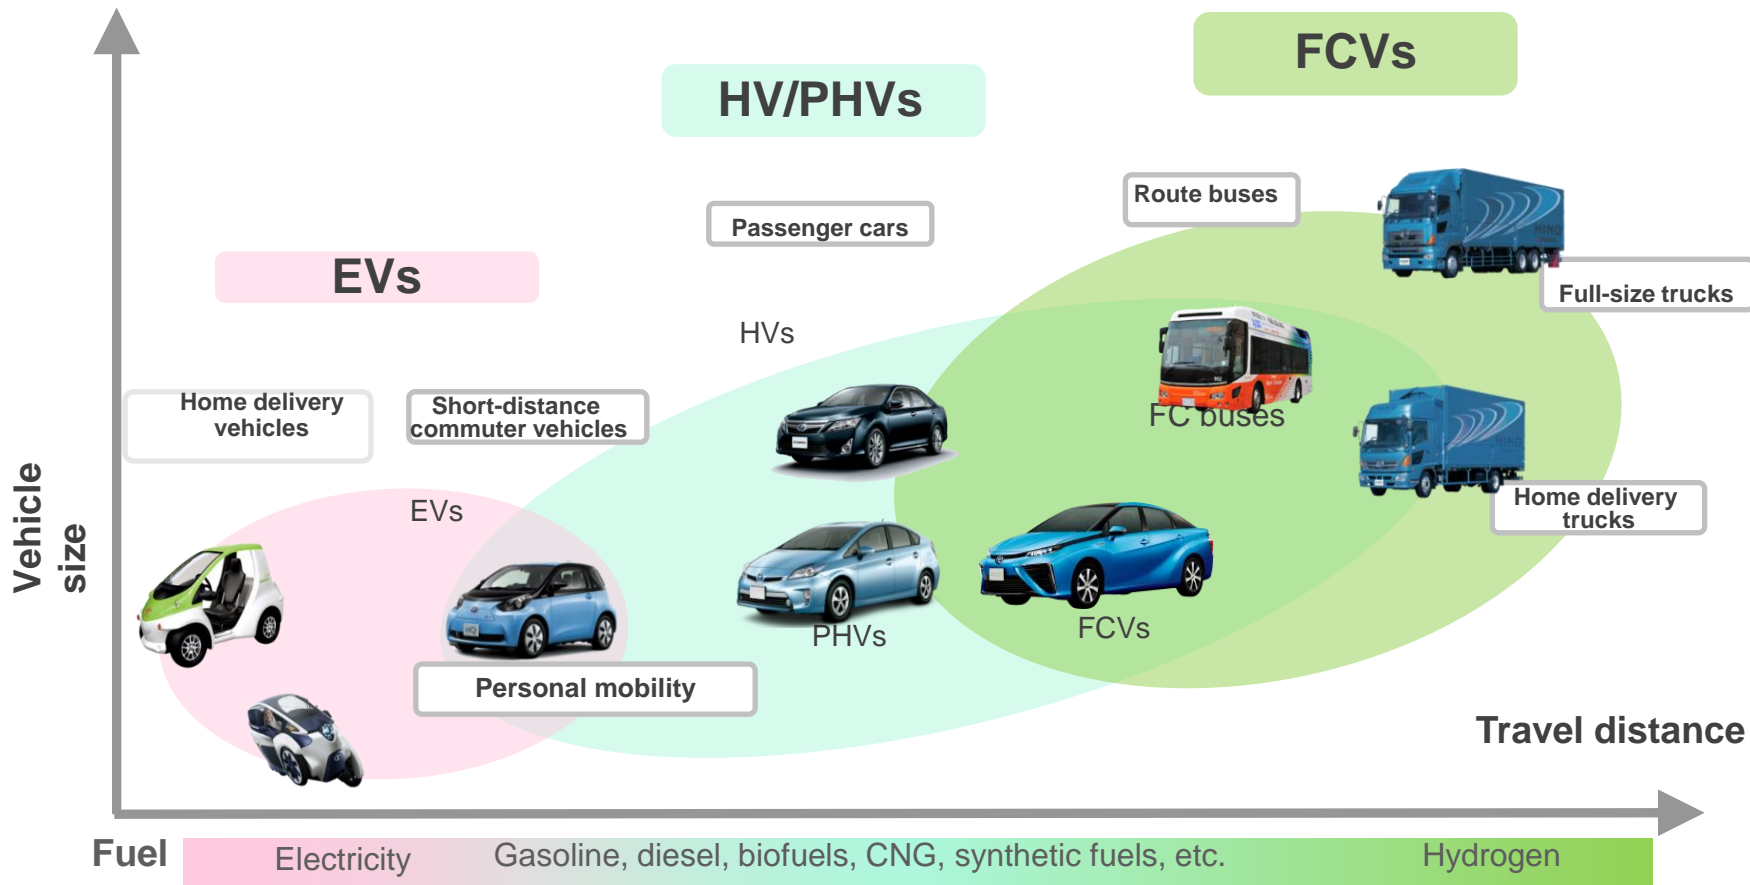 FCVs
HV/PHVs
Route buses
Passenger cars
EVs
Full-size trucks
HVs
Home delivery
vehicles
Short-distance
commuter vehicles
FC buses
EVs
Home delivery
trucks
Vehicle
size
PHVs
FCVs
Personal mobility
Travel distance
Fuel
Electricity
Gasoline, diesel, biofuels, CNG, synthetic fuels, etc.
Hydrogen
HINO
HINO